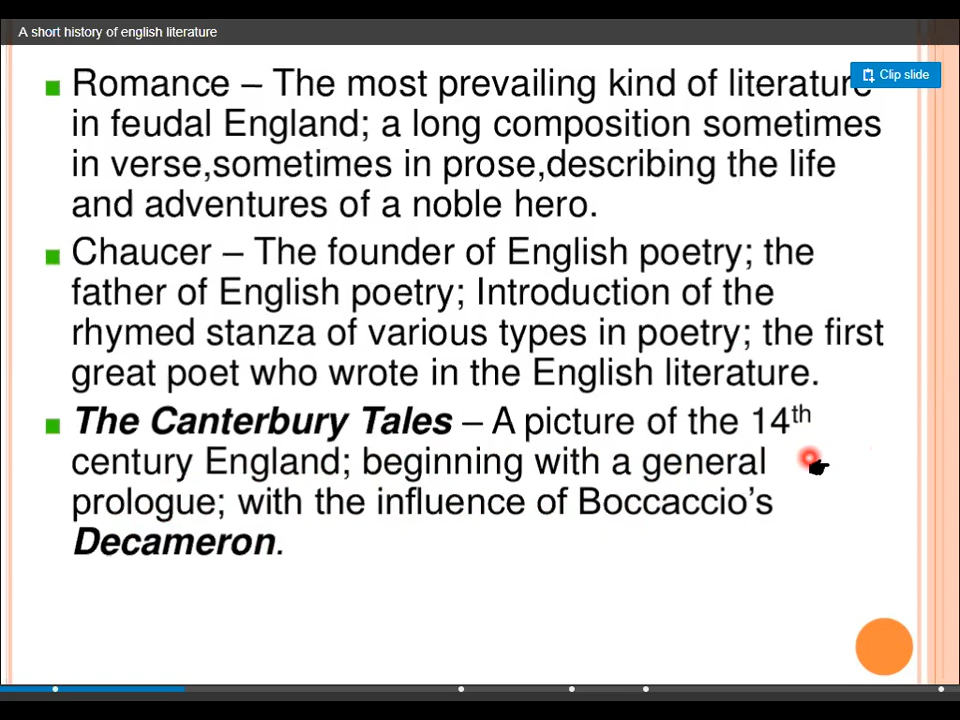 A short history of english literature
Clip slide
Romance – The most prevailing kind of literature
in feudal England; a long composition sometimes
in verse,sometimes in prose,describing the life
and adventures of a noble hero.
Chaucer – The founder of English poetry; the
father of English poetry; Introduction of the
rhymed stanza of various types in poetry; the first
great poet who wrote in the English literature.
The Canterbury Tales – A picture of the 14th
century England; beginning with a general
prologue; with the influence of Boccaccio’s
Decameron.